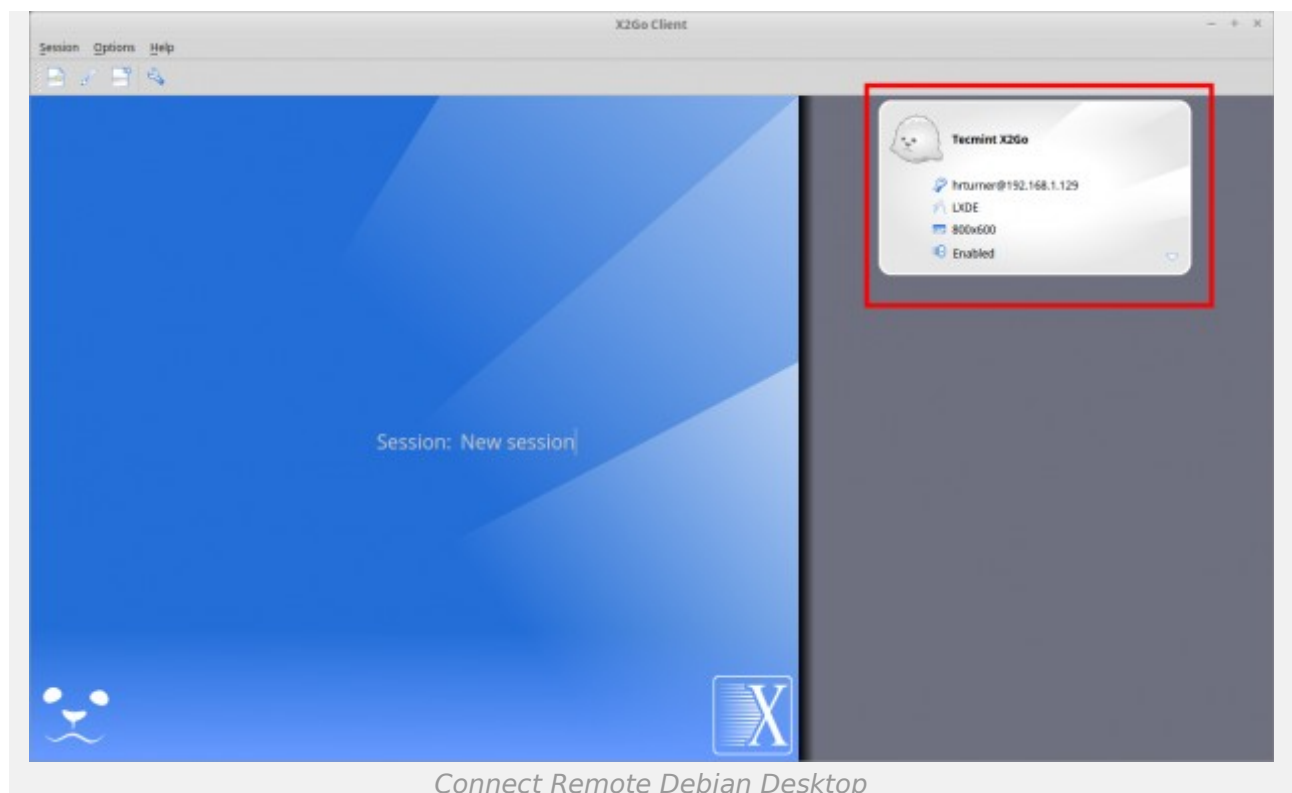 X2Go Client
Session Options Help
Tecmint X2Go
hrturner@192.168.1.129
LXDE
800x600
Enabled
Session: New session
X
Connect Remote Debian Desktop